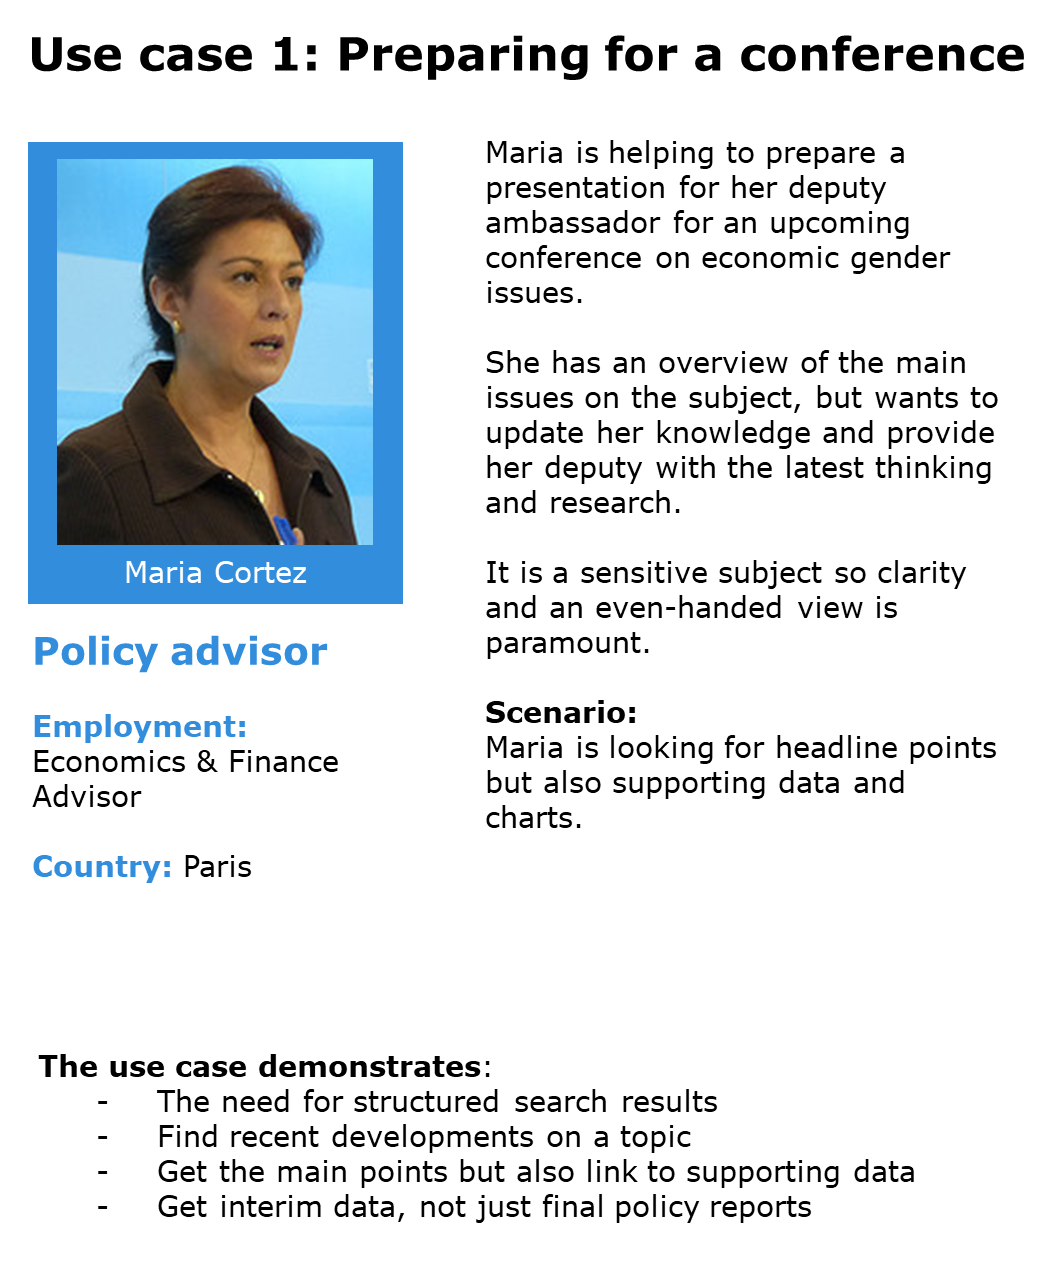 Use case 1: Preparing for a conference
Maria Cortez
Policy advisor
Employment:
Economics & Finance
Advisor
Country: Paris
Maria is helping to prepare a
presentation for her deputy
ambassador for an upcoming
conference on economic gender
issues.
She has an overview of the main
issues on the subject, but wants to
update her knowledge and provide
her deputy with the latest thinking
and research.
It is a sensitive subject so clarity
and an even-handed view is
paramount.
Scenario:
Maria is looking for headline points
but also supporting data and
charts.
The use case demonstrates:
- The need for structured search results
- Find recent developments on a topic
- Get the main points but also link to supporting data
- Get interim data, not just final policy reports